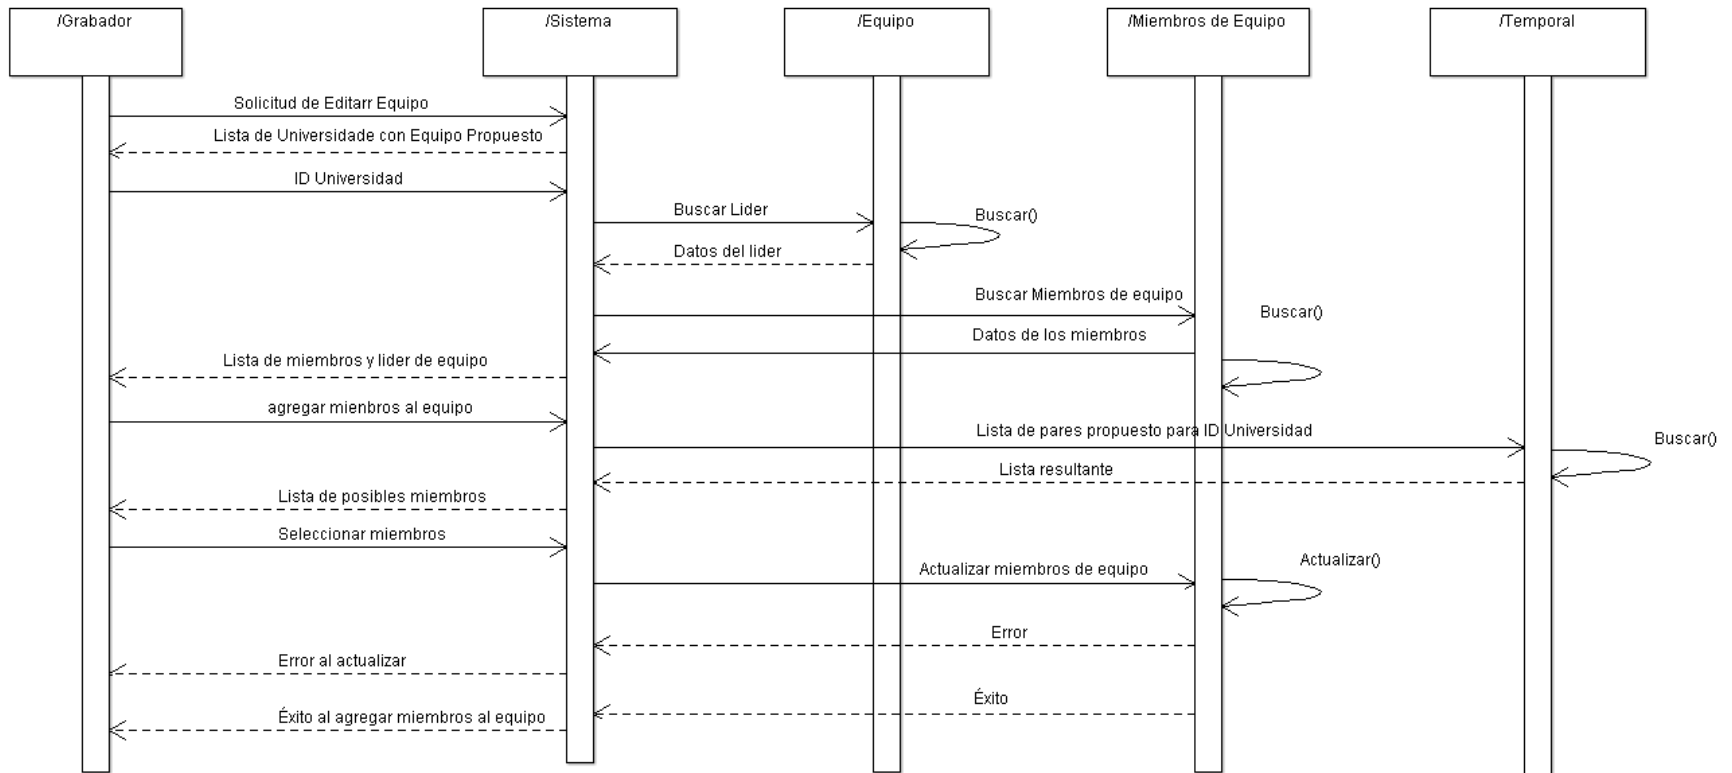 /Grabador
/Sistema
/Equipo
/Miembros de Equipo
/Temporal
Solicitud de Editarr Equipo
Lista de Universidade con Equipo Propuesto
ID Universidad
Buscar Lider
Buscar()
Datos del lider
Buscar Miembros de equipo
Buscar()
Datos de los miembros
Lista de miembros y lider de equipo
agregar mienbros al equipo
Lista de pares propuesto para ID Universidad
Buscar()
Lista resultante
Lista de posibles miembros
Seleccionar miembros
Actualizar miembros de equipo
Actualizar()
Error
Error al actualizar
Éxito
Éxito al agregar miembros al equipo